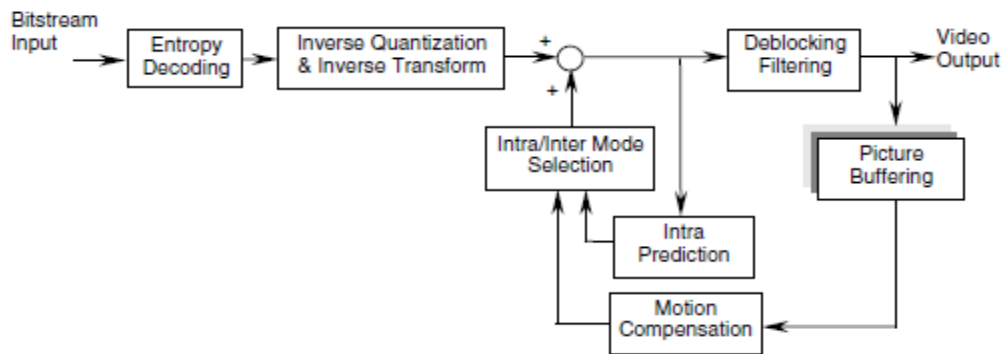 Bitstream
Input
Entropy
Decoding
Inverse Quantization
& Inverse Transform
+
+
Deblocking
Filtering
Video
Output
Intra/Inter Mode
Selection
Picture
Buffering
Intra
Prediction
Motion
Compensation